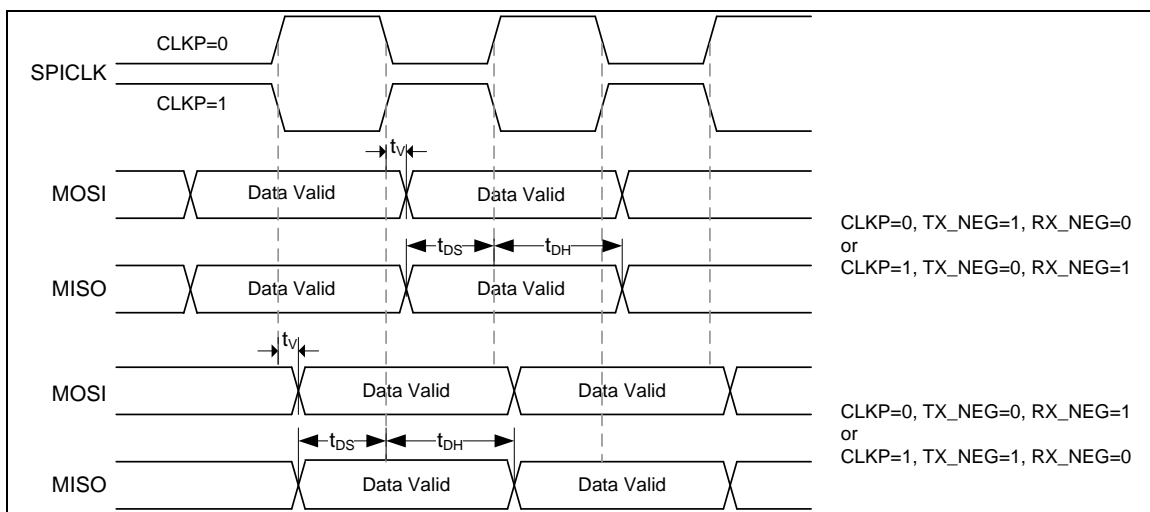 CLKP=0
SPICLK
CLKP=1
tV
MOSI Data Valid Data Valid
CLKP=0, TX_NEG=1, RX_NEG=0
or
CLKP=1, TX_NEG=0, RX_NEG=1
tDS tDH
MISO Data Valid Data Valid
tV
MOSI Data Valid Data Valid
CLKP=0, TX_NEG=0, RX_NEG=1
or
CLKP=1, TX_NEG=1, RX_NEG=0
tDS tDH
MISO Data Valid Data Valid